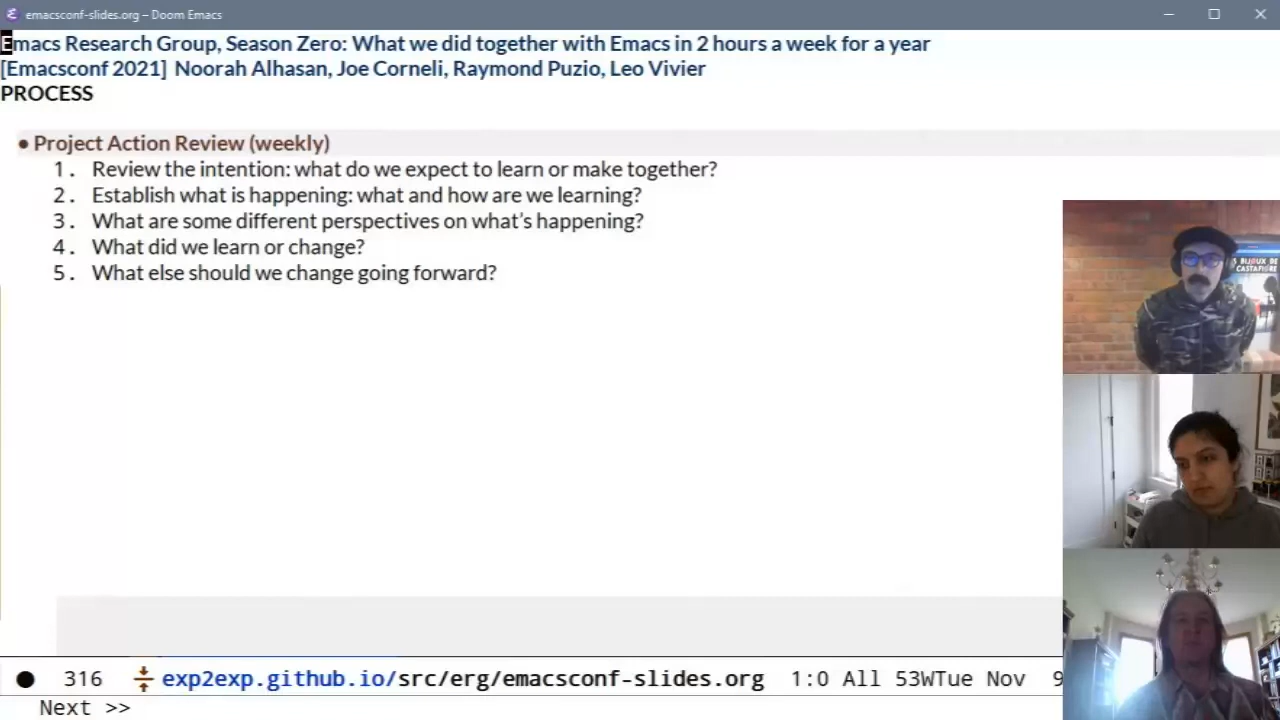 emacsconf-slides.org – Doom Emacs
Emacs Research Group, Season Zero: What we did together with Emacs in 2 hours a week for a year
[Emacsconf 2021] Noorah Alhasan, Joe Corneli, Raymond Puzio, Leo Vivier
PROCESS
• Project Action Review (weekly)
1. Review the intention: what do we expect to learn or make together?
2. Establish what is happening: what and how are we learning?
3. What are some different perspectives on what's happening?
4. What did we learn or change?
5. What else should we change going forward?
S BIJOUX DE
CASTAFIORE
316 exp2exp.github.io/src/erg/emacsconf-slides.org 1:0 All 53WTue Nov 9
Next >>